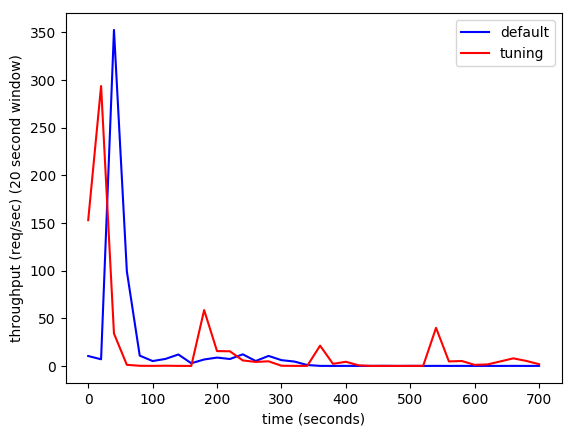 default
tuning
throughput (req/sec) (20 second window)
350
300
250
200
150
100
50
0
0 100 200 300 400 500 600 700
time (seconds)